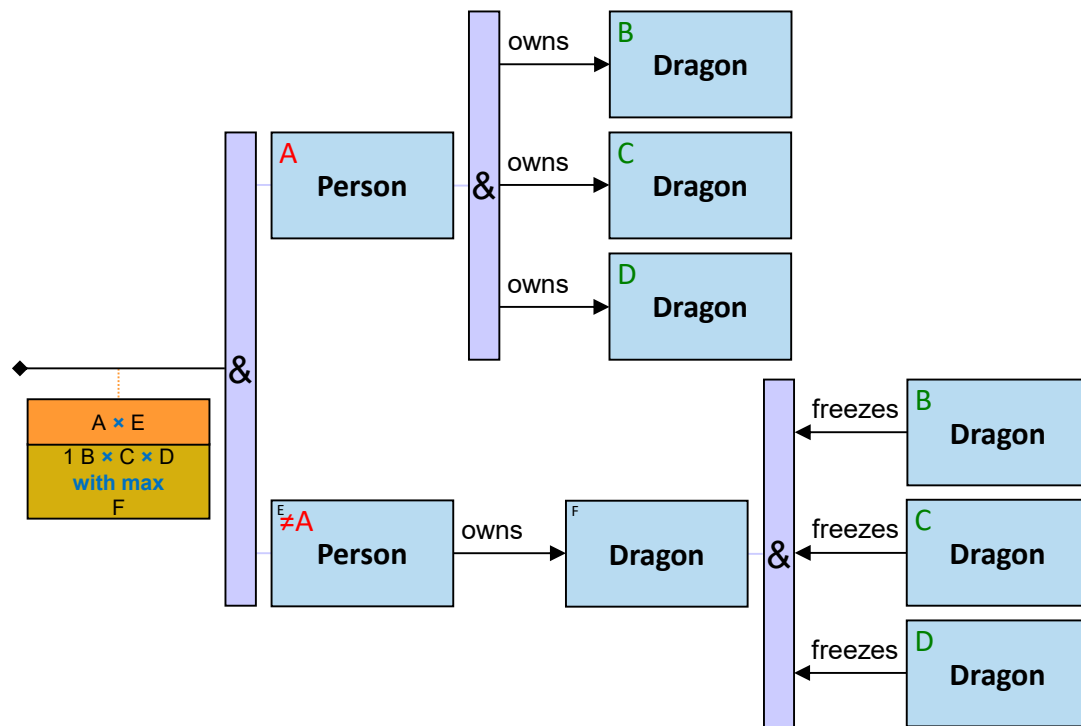 B
owns
Dragon
A
Person
&
owns
C
Dragon
owns
D
Dragon
&
A × E
1 B × C × D
with max
F
freezes
B
Dragon
E
≠A
Person
owns
F
Dragon
&
freezes
C
Dragon
freezes
D
Dragon